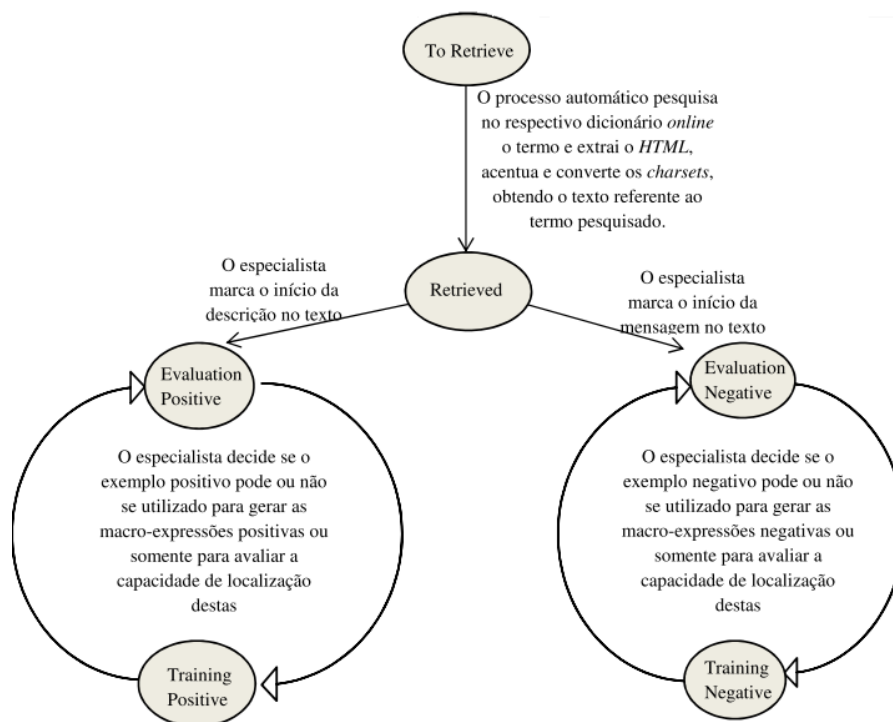 To Retrieve
O processo automático pesquisa
no respectivo dicionário online
o termo e extrai o HTML,
acentua e converte os charsets,
obtendo o texto referente ao
termo pesquisado.
Retrieved
O especialista
marca o início da
descrição no texto
O especialista
marca o início da
mensagem no texto
Evaluation
Positive
Evaluation
Negative
O especialista decide se o
exemplo positivo pode ou não
se utilizado para gerar as
macro-expressões positivas ou
somente para avaliar a
capacidade de localização
destas
O especialista decide se o
exemplo negativo pode ou não
se utilizado para gerar as
macro-expressões negativas ou
somente para avaliar a
capacidade de localização
destas
Training
Positive
Training
Negative